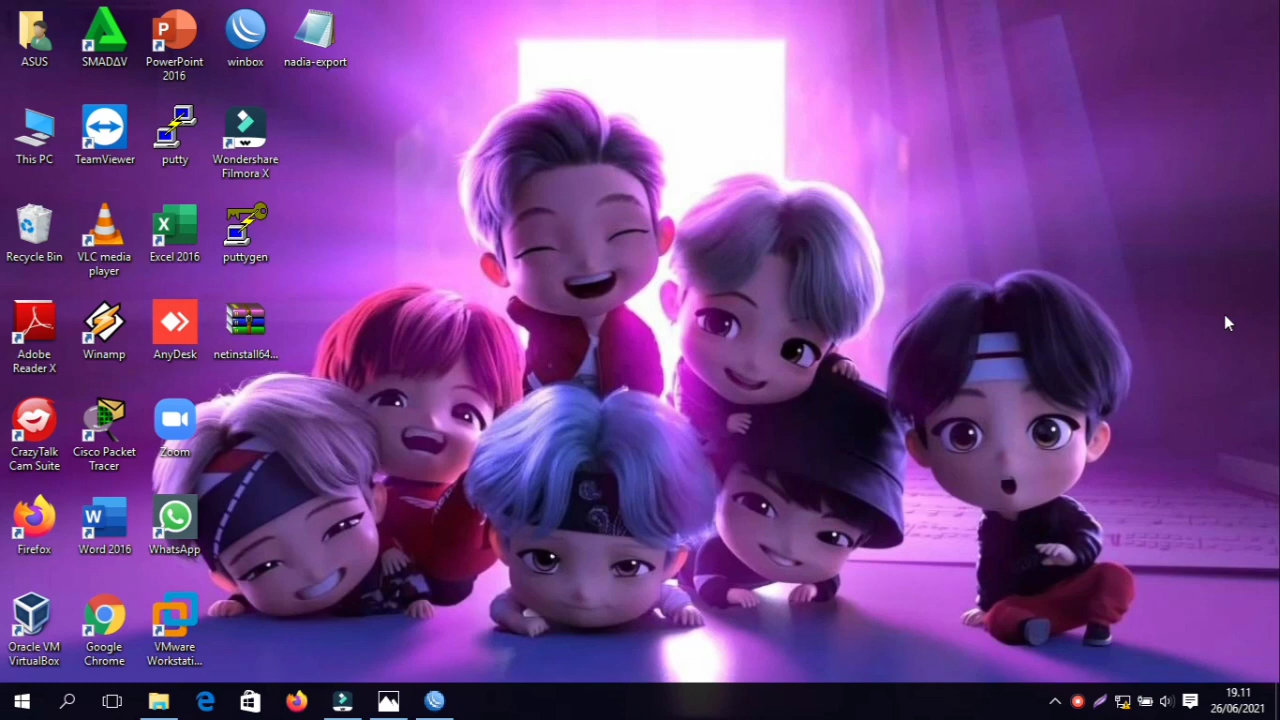 ASUS
SMADΔV
PowerPoint
2016
winbox
nadia-export
This PC
TeamViewer
putty
Wondershare
Filmora X
Recycle Bin
VLC media
player
Excel 2016
puttygen
Adobe
Reader X
Winamp
AnyDesk
netinstall64...
CrazyTalk
Cam Suite
Cisco Packet
Tracer
Zoom
Firefox
Word 2016
WhatsApp
Oracle VM
VirtualBox
Google
Chrome
VMware
Workstati...
19.11
26/06/2021